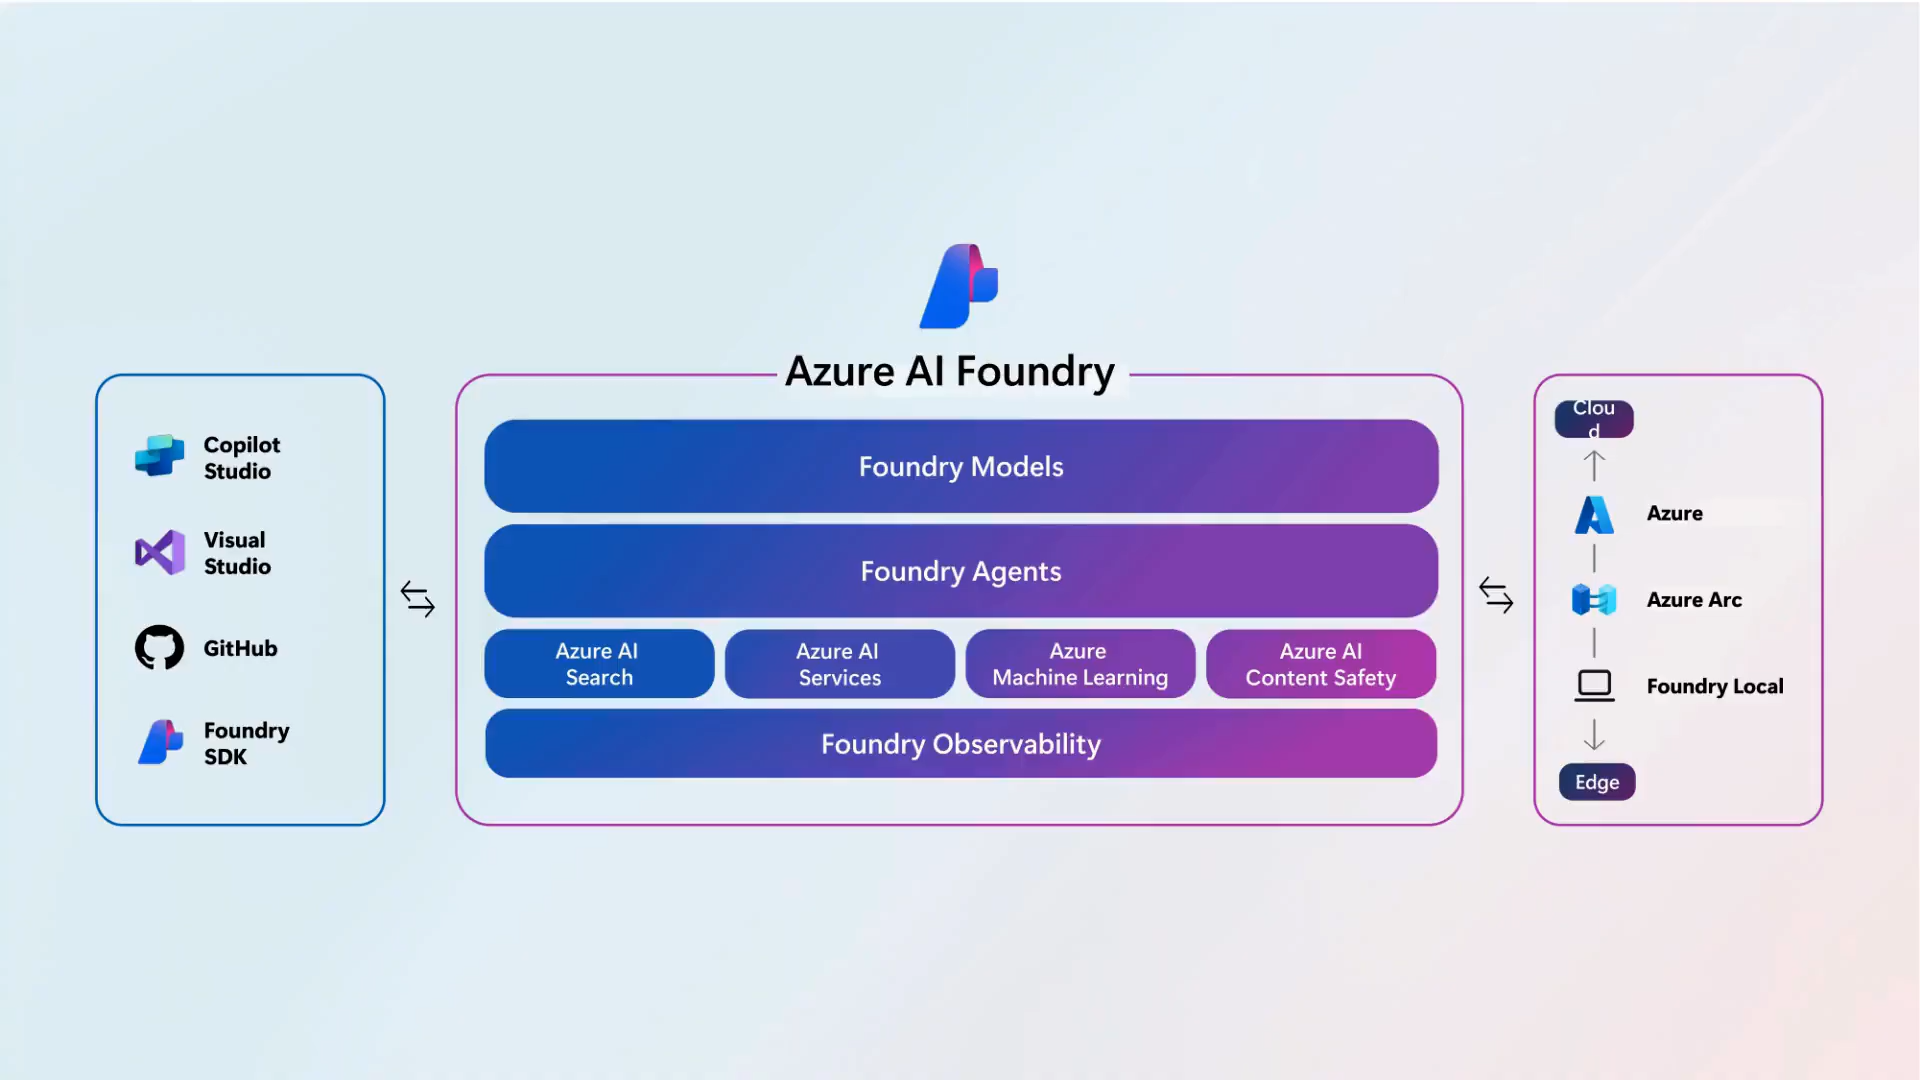 Azure AI Foundry
Copilot
Studio
Visual
Studio
GitHub
Foundry
SDK
Foundry Models
Foundry Agents
Azure AI
Search
Azure AI
Services
Azure
Machine Learning
Azure AI
Content Safety
Foundry Observability
Clou
d
Azure
Azure Arc
Foundry Local
Edge